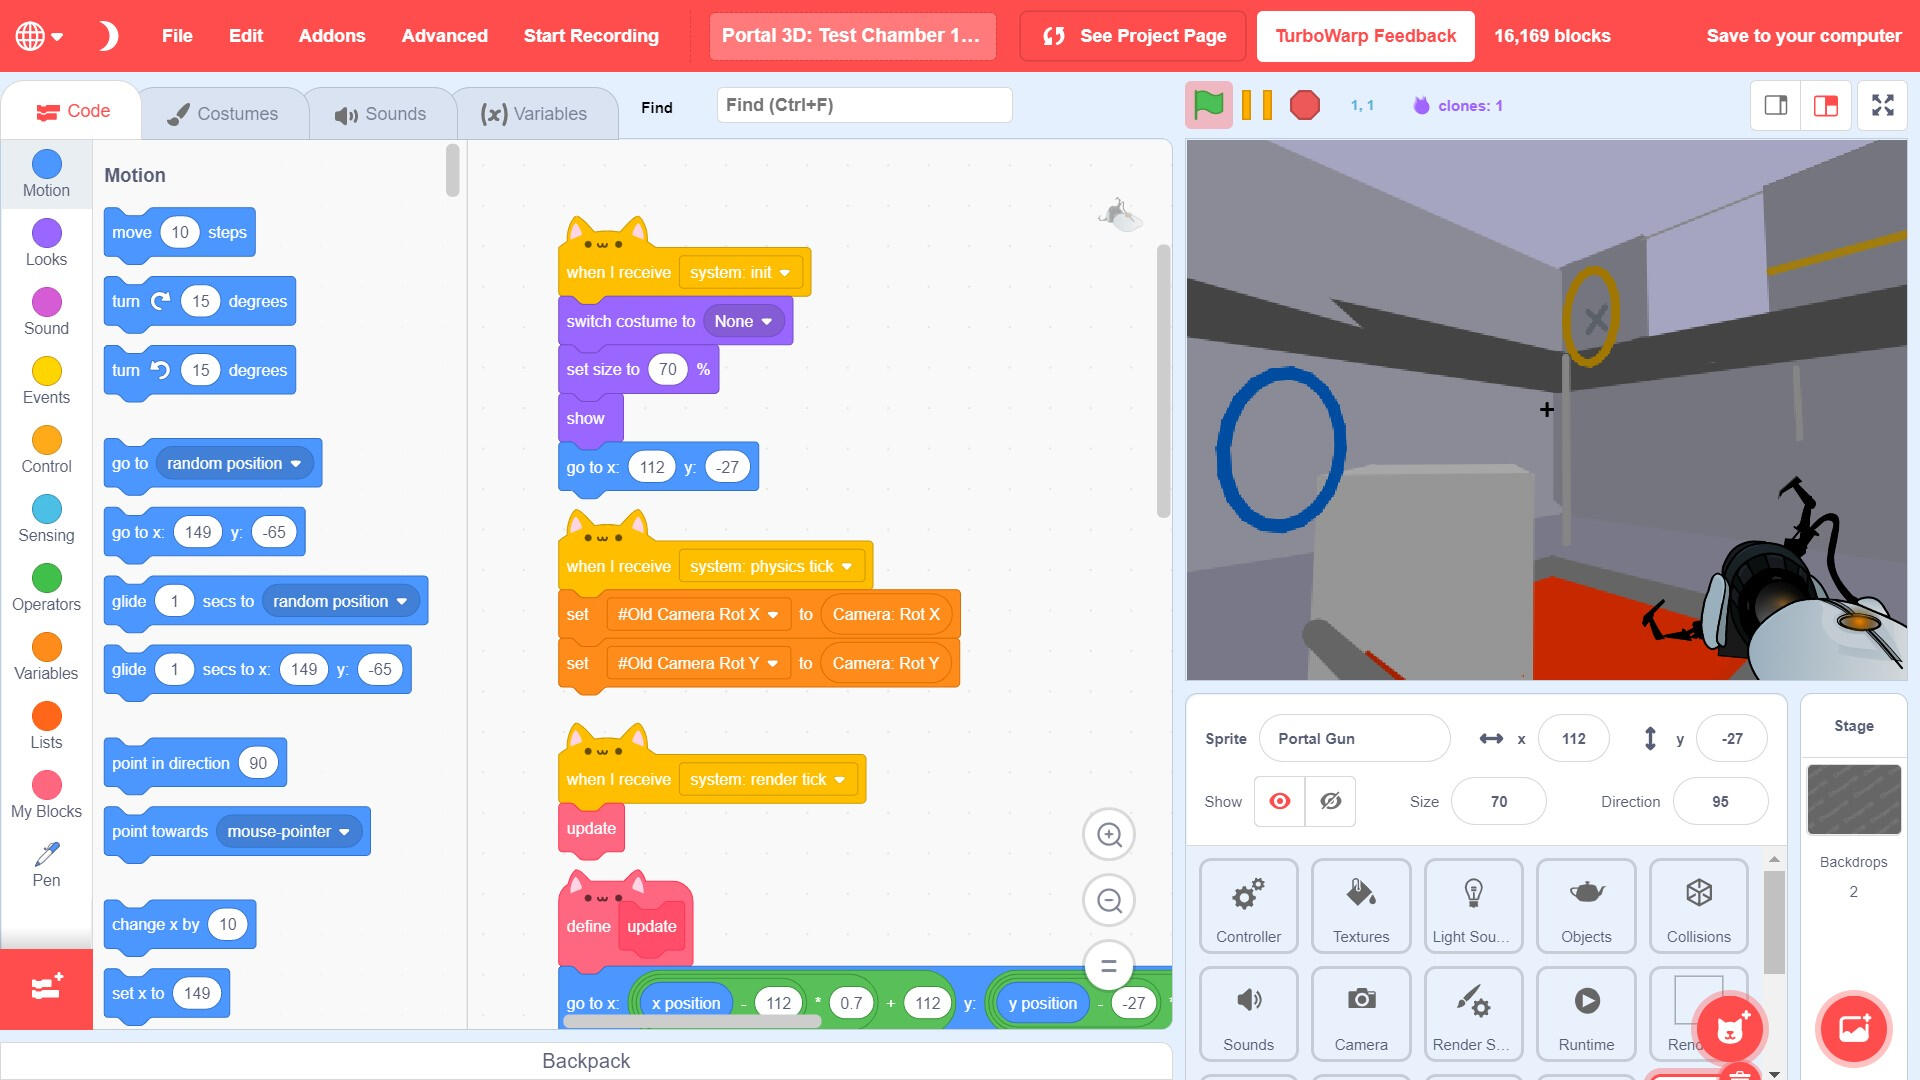 File Edit Addons Advanced Start Recording Portal 3D: Test Chamber 1... See Project Page TurboWarp Feedback 16,169 blocks Save to your computer
Code Costumes Sounds (x) Variables Find Find (Ctrl+F) 1, 1 clones: 1
Motion
Looks
Sound
Events
Control
Sensing
Operators
Variables
Lists
My Blocks
Pen
Motion
move 10 steps
turn 15 degrees
turn 15 degrees
go to random position
go to x: 149 y: -65
glide 1 secs to random position
glide 1 secs to x: 149 y: -65
point in direction 90
point towards mouse-pointer
change x by 10
set x to 149
when I receive system: init
switch costume to None
set size to 70 %
show
go to x: 112 y: -27
when I receive system: physics tick
set #Old Camera Rot X to Camera: Rot X
set #Old Camera Rot Y to Camera: Rot Y
when I receive system: render tick
update
define update
go to x: x position - 112 * 0.7 + 112 y: y position - -27 *
Backpack
Sprite Portal Gun x 112 y -27
Show Size 70 Direction 95
Controller Textures Light Sou... Objects Collisions
Sounds Camera Render S... Runtime
Stage
Backdrops
2